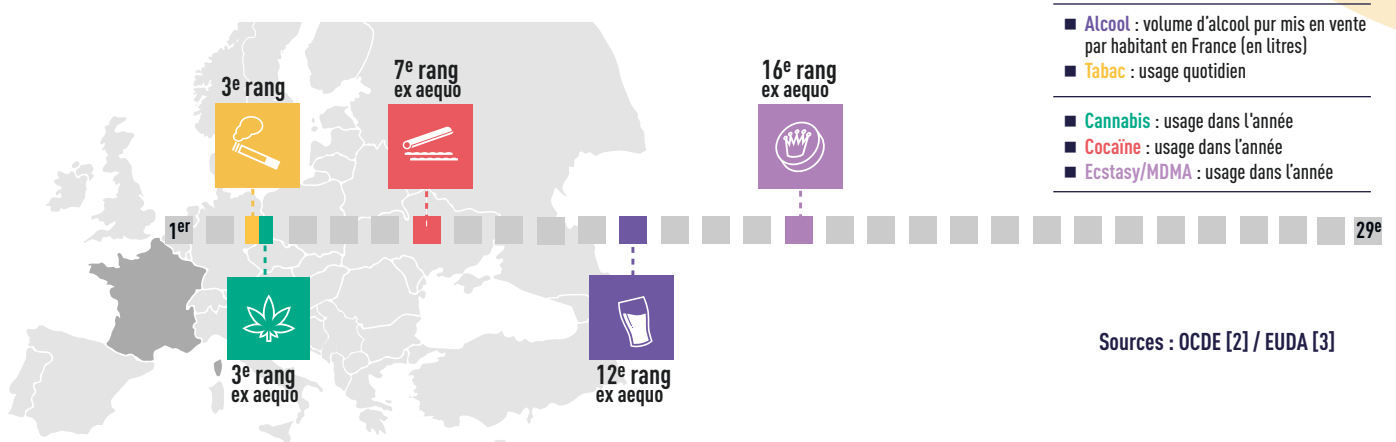 Alcool : volume d’alcool pur mis en vente
par habitant en France (en litres)
Tabac : usage quotidien
Cannabis : usage dans l'année
Cocaïne : usage dans l’année
Ecstasy/MDMA : usage dans l’année
3e rang
7e rang
ex aequo
16e rang
ex aequo
1er
29e
3e rang
ex aequo
12e rang
ex aequo
Sources : OCDE [2] / EUDA [3]